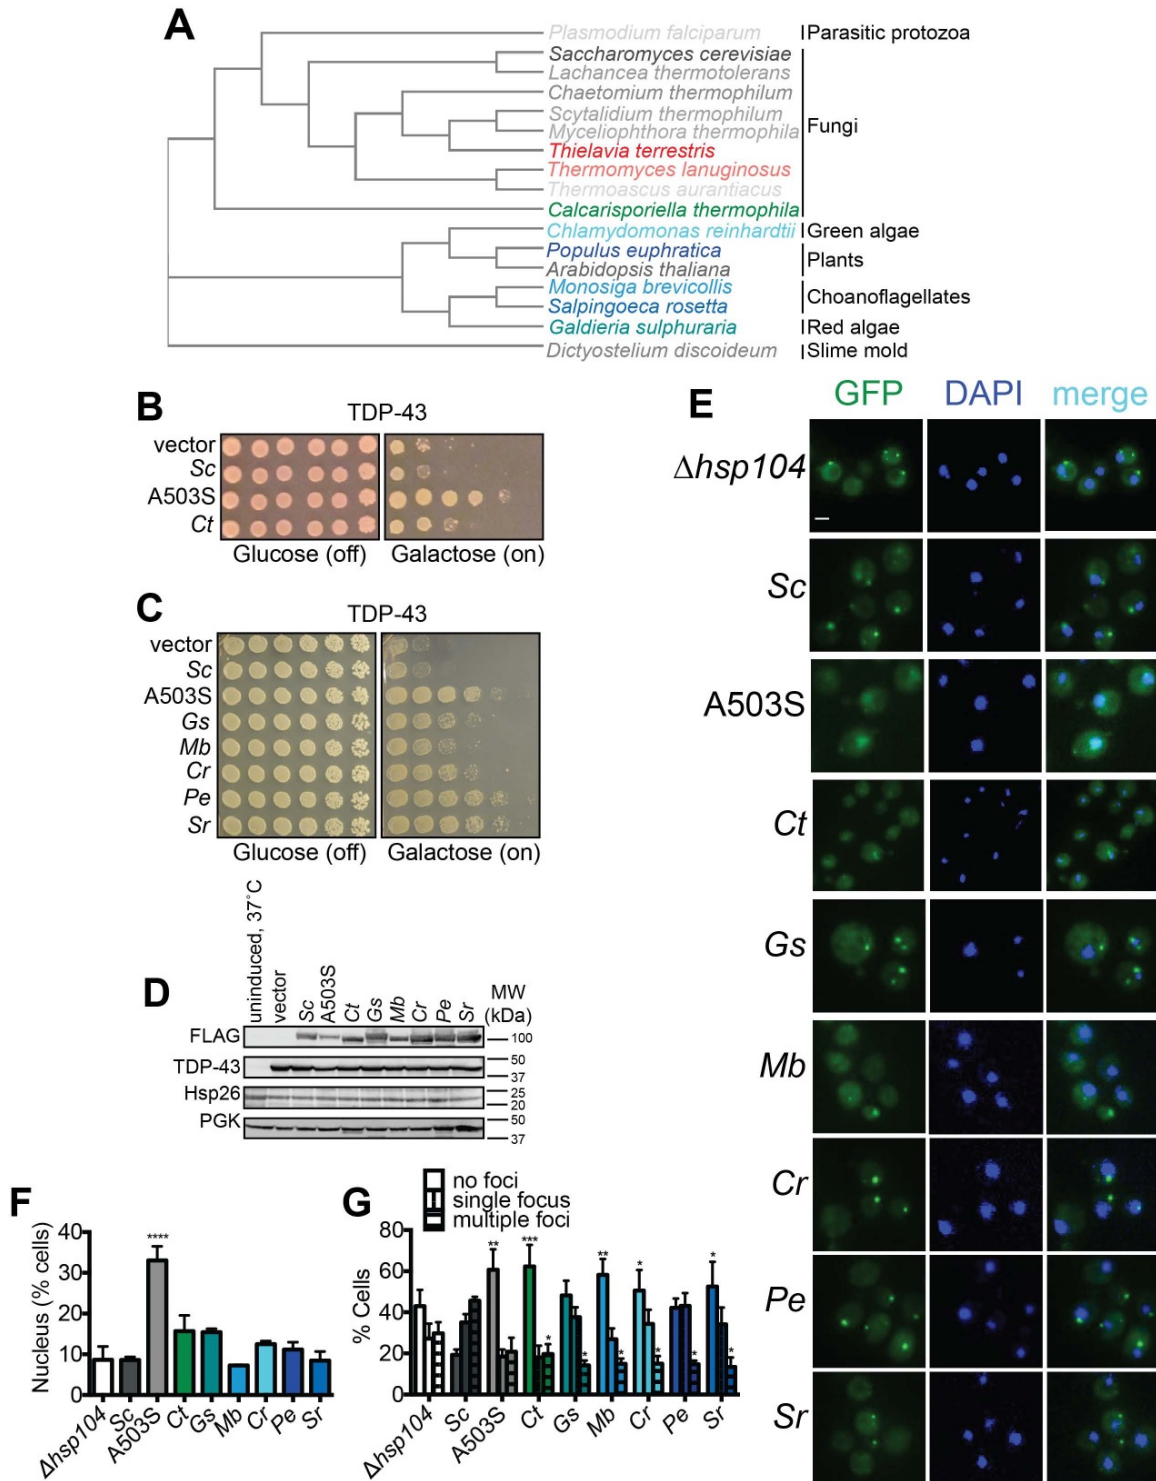 A
Plasmodium falciparum
Parasitic protozoa
Saccharomyces cerevisiae
Lachancea thermotolerans
Chaetomium thermophilum
Scytalidium thermophilum
Myceliophthora thermophila
Fungi
Thielavia terrestris
Thermomyces lanuginosus
Thermoascus aurantiacus
Calcarisporiella thermophila
Chlamydomonas reinhardtii
Green algae
Populus euphratica
Plants
Arabidopsis thaliana
Monosiga brevicollis
Choanoflagellates
Salpingoeca rosetta
Galdieria sulphuraria
Red algae
Dictyostelium discoideum
Slime mold
B
TDP-43
vector
Sc
A503S
Ct
Glucose (off)
Galactose (on)
C
TDP-43
vector
Sc
A503S
Gs
Mb
Cr
Pe
Sr
Glucose (off)
Galactose (on)
D
uninduced, 37˚C
vector
Sc
A503S
Ct
Gs
Mb
Cr
Pe
Sr
MW
(kDa)
FLAG
100
TDP-43
50
37
Hsp26
25
20
PGK
50
37
E
GFP
DAPI
merge
Δhsp104
Sc
A503S
Ct
Gs
Mb
Cr
Pe
Sr
F
Nucleus (% cells)
40
30
20
10
0
****
Δhsp104
Sc
A503S
Ct
Gs
Mb
Cr
Pe
Sr
G
no foci
single focus
multiple foci
% Cells
80
60
40
20
0
**
***
*
*
**
*
*
*
*
*
*
Δhsp104
Sc
A503S
Ct
Gs
Mb
Cr
Pe
Sr